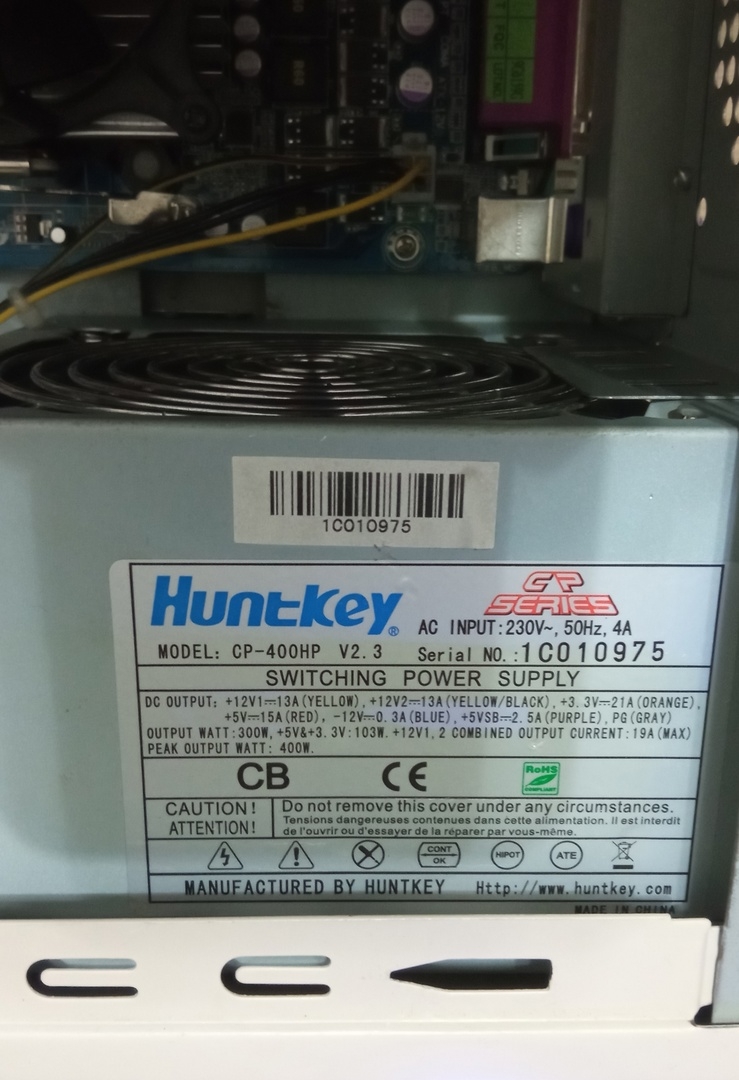 1C010975
Huntkey®
CP
SERIES
AC INPUT:230V~, 50Hz, 4A
MODEL: CP-400HP V2.3 Serial NO.:1C010975
SWITCHING POWER SUPPLY
DC OUTPUT: +12V1⎓13A(YELLOW), +12V2⎓13A(YELLOW/BLACK), +3.3V⎓21A(ORANGE),
+5V⎓15A(RED), -12V⎓0.3A(BLUE), +5VSB⎓2.5A(PURPLE), PG(GRAY)
OUTPUT WATT:300W, +5V&+3.3V:103W. +12V1,2 COMBINED OUTPUT CURRENT:19A(MAX)
PEAK OUTPUT WATT: 400W.
CB CE RoHS
COMPLIANT
CAUTION! Do not remove this cover under any circumstances.
ATTENTION! Tensions dangereuses contenues dans cette alimentation. Il est interdit
de l'ouvrir ou d'essayer de la réparer par vous-même.
CONT
OK
HIPOT
ATE
MANUFACTURED BY HUNTKEY Http://www.huntkey.com
MADE IN CHINA